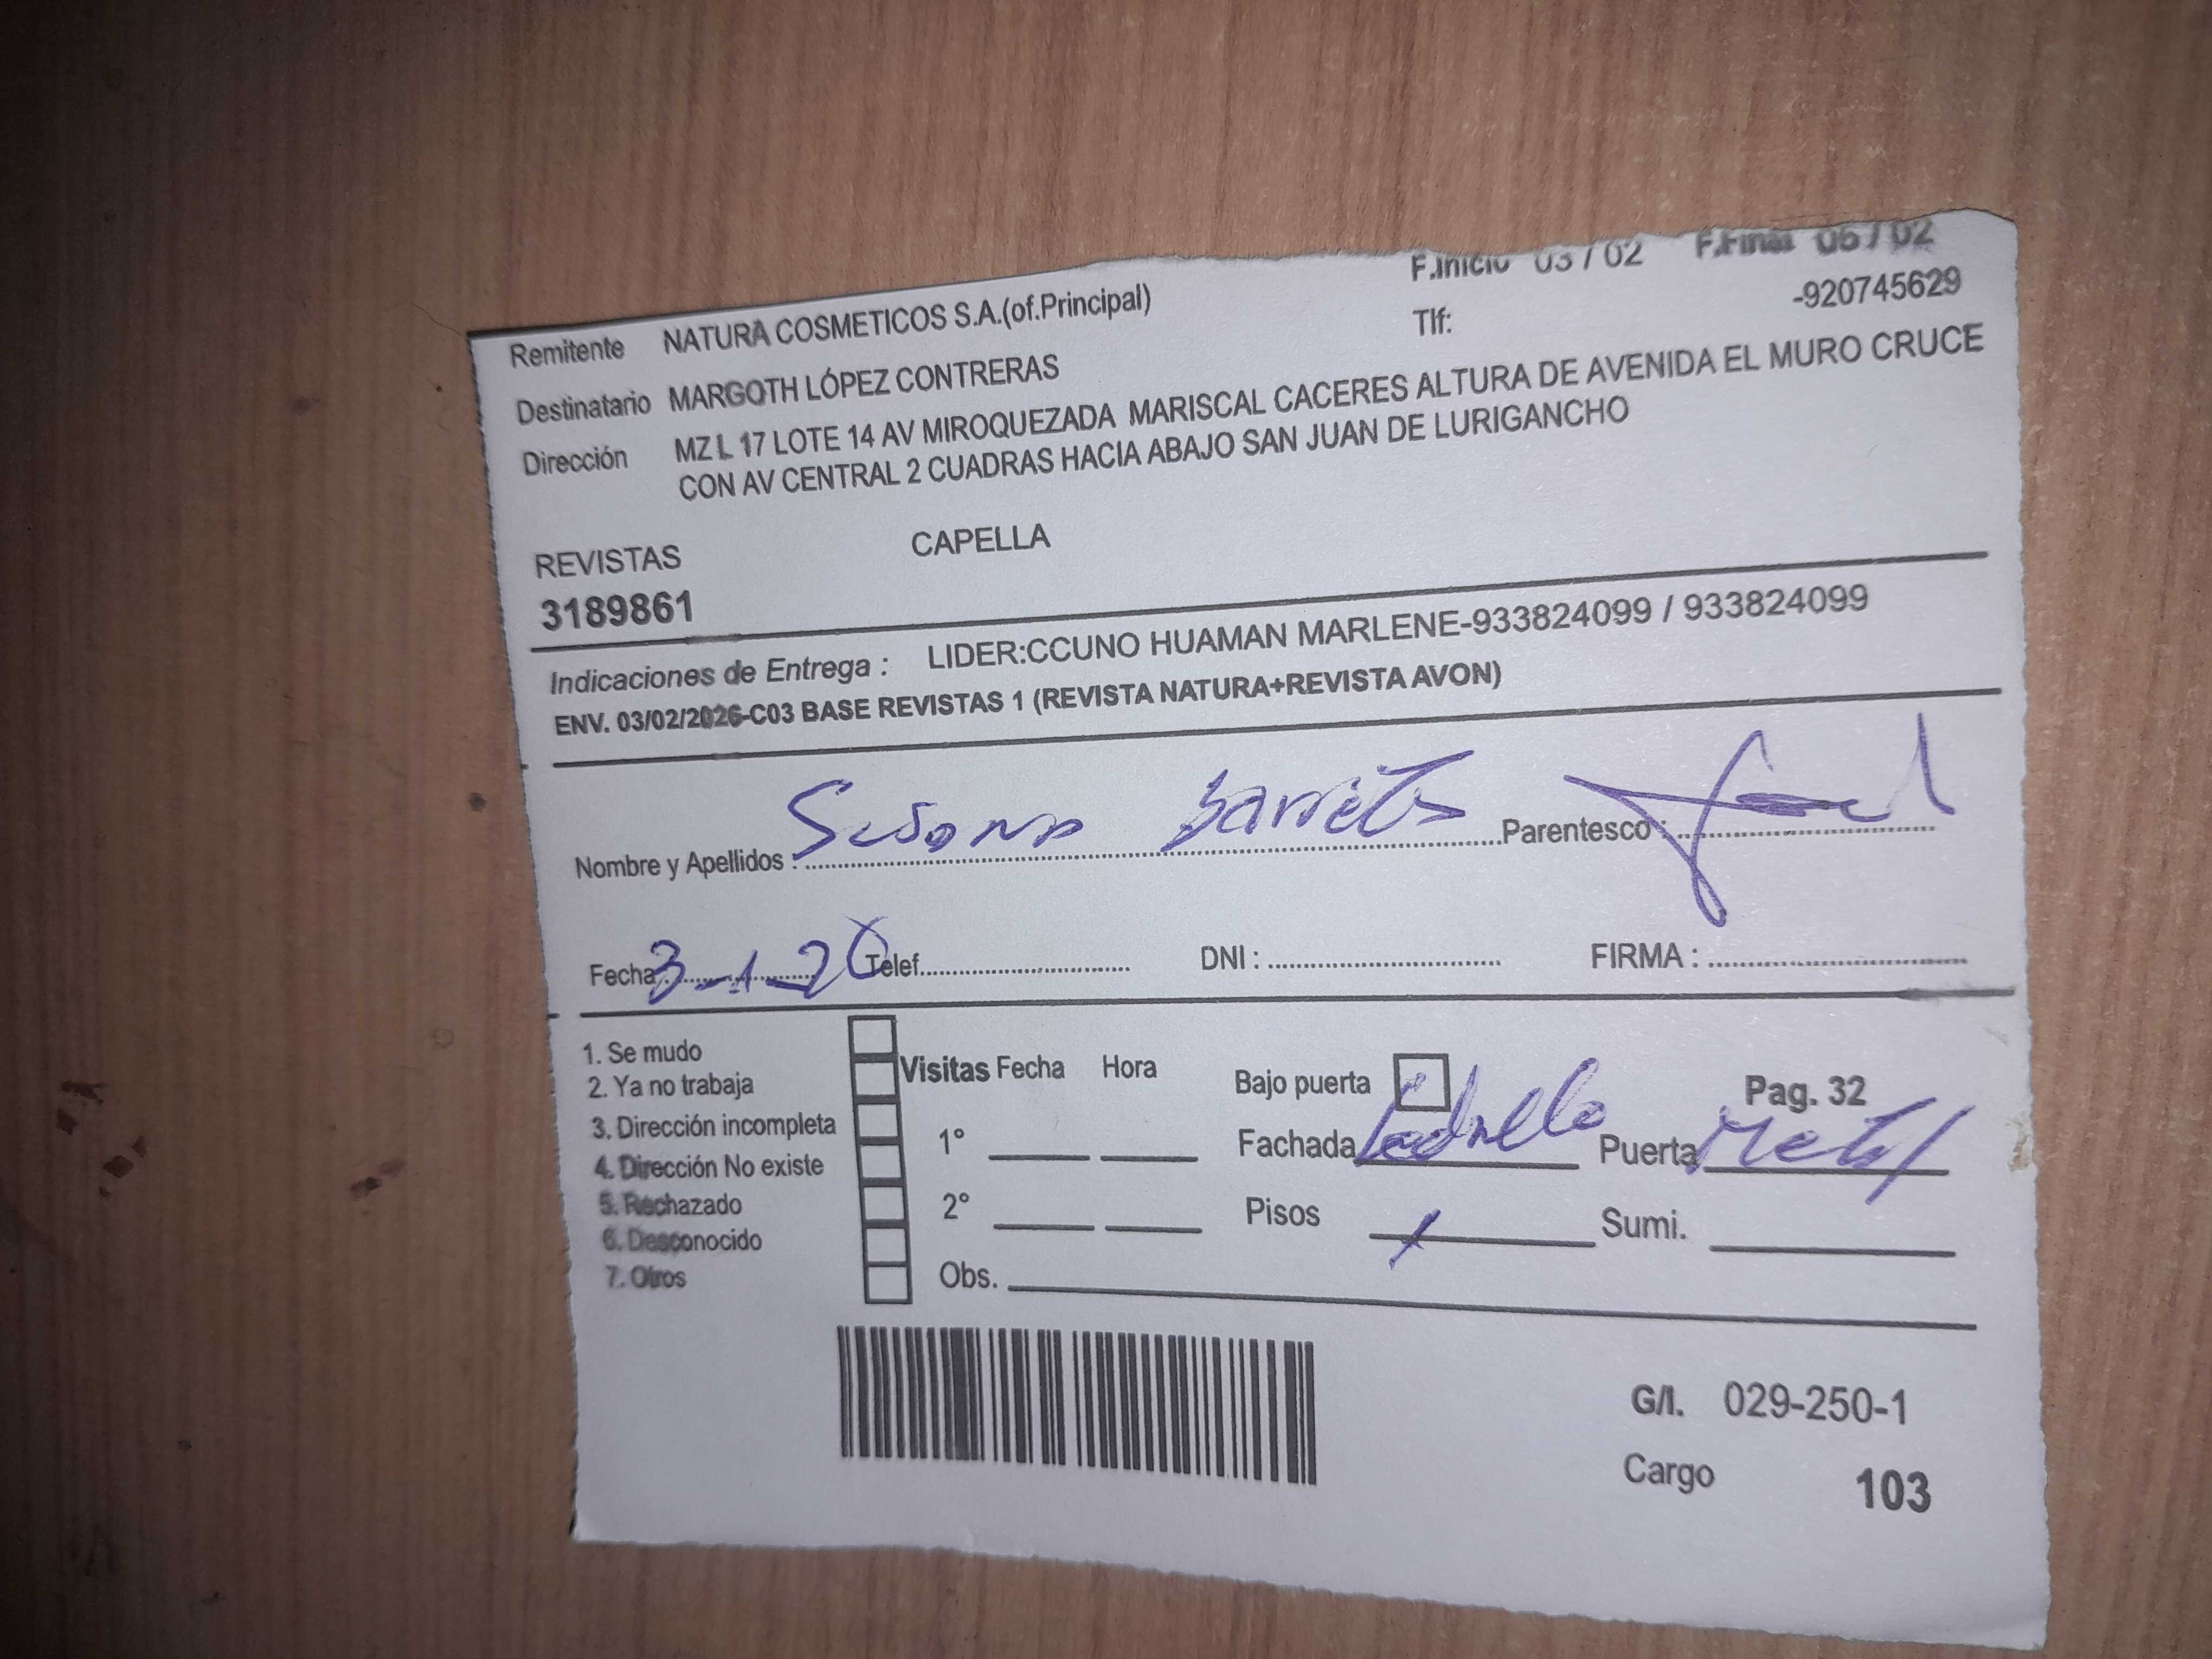 F.Inicio 03 / 02 F.Final 05 / 02
Remitente NATURA COSMETICOS S.A.(of.Principal) Tlf: -920745629
Destinatario MARGOTH LÓPEZ CONTRERAS
Dirección MZ L 17 LOTE 14 AV MIROQUEZADA MARISCAL CACERES ALTURA DE AVENIDA EL MURO CRUCE
CON AV CENTRAL 2 CUADRAS HACIA ABAJO SAN JUAN DE LURIGANCHO
REVISTAS CAPELLA
3189861
Indicaciones de Entrega : LIDER:CCUNO HUAMAN MARLENE-933824099 / 933824099
ENV. 03/02/2026-C03 BASE REVISTAS 1 (REVISTA NATURA+REVISTA AVON)
Nombre y Apellidos : Susana Barreto Parentesco :
Fecha : 3-1-26 Telef. DNI : FIRMA :
1. Se mudo
2. Ya no trabaja
3. Dirección incompleta
4. Dirección No existe
5. Rechazado
6. Desconocido
7. Otros
Visitas Fecha Hora
1°
2°
Obs.
Bajo puerta Pag. 32
Fachada Ladrillo Puerta Metal
Pisos 1 Sumi.
G/I. 029-250-1
Cargo 103